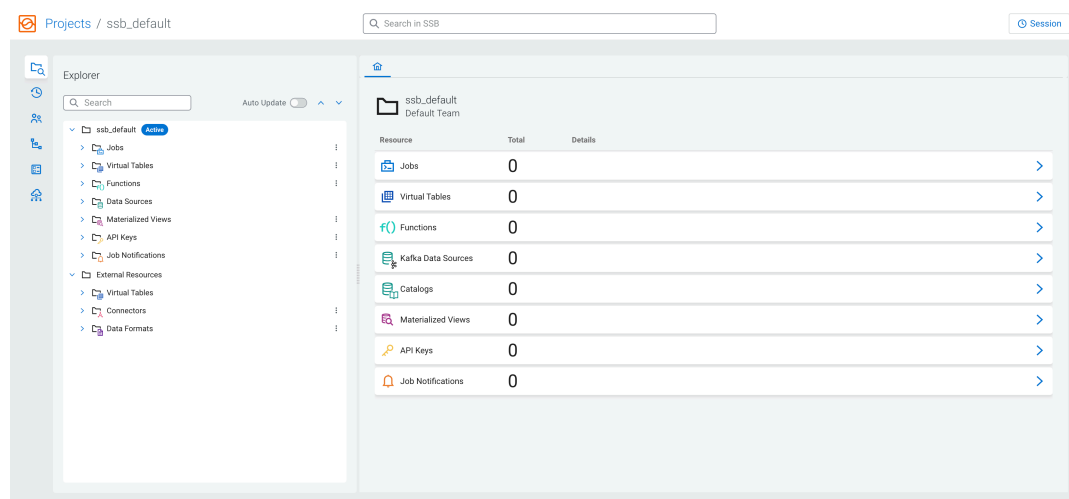 Projects / ssb_default
Search in SSB
Session
Explorer
Search
Auto Update
ssb_default Active
Jobs
Virtual Tables
Functions
Data Sources
Materialized Views
API Keys
Job Notifications
External Resources
Virtual Tables
Connectors
Data Formats
ssb_default
Default Team
Resource Total Details
Jobs 0
Virtual Tables 0
f() Functions 0
Kafka Data Sources 0
Catalogs 0
Materialized Views 0
API Keys 0
Job Notifications 0